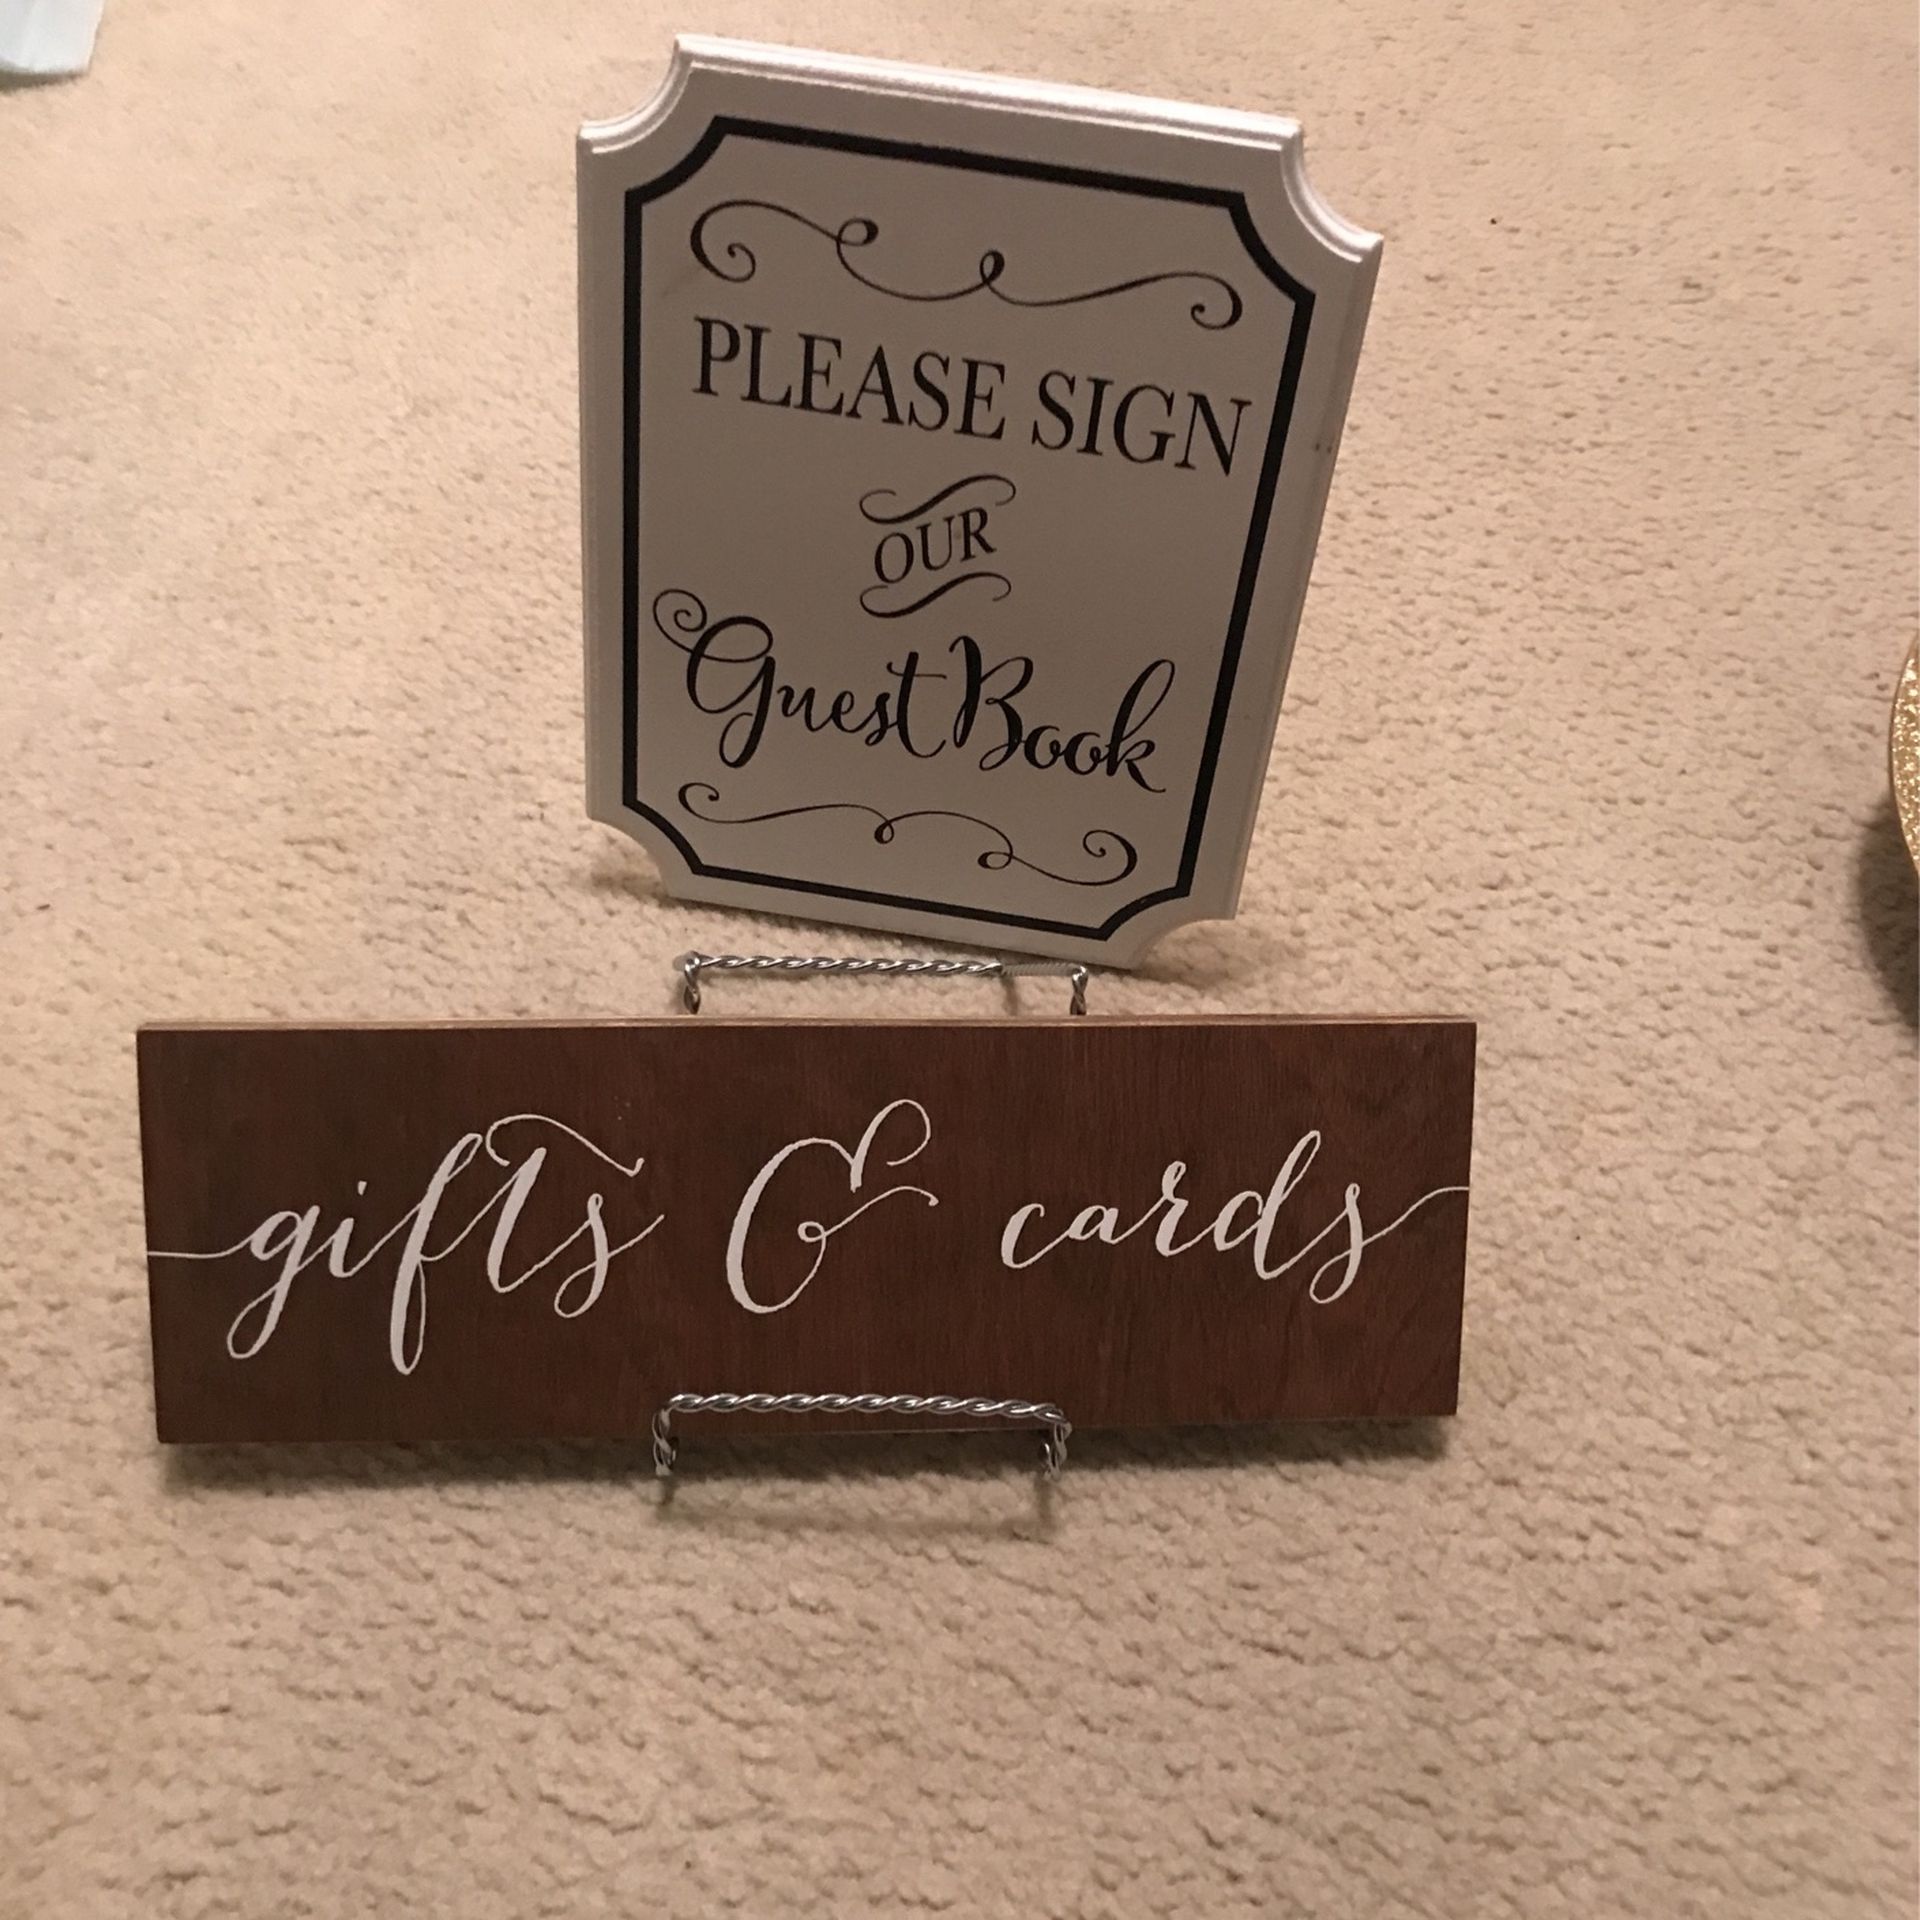 PLEASE SIGN
OUR
Guest Book
gifts & cards